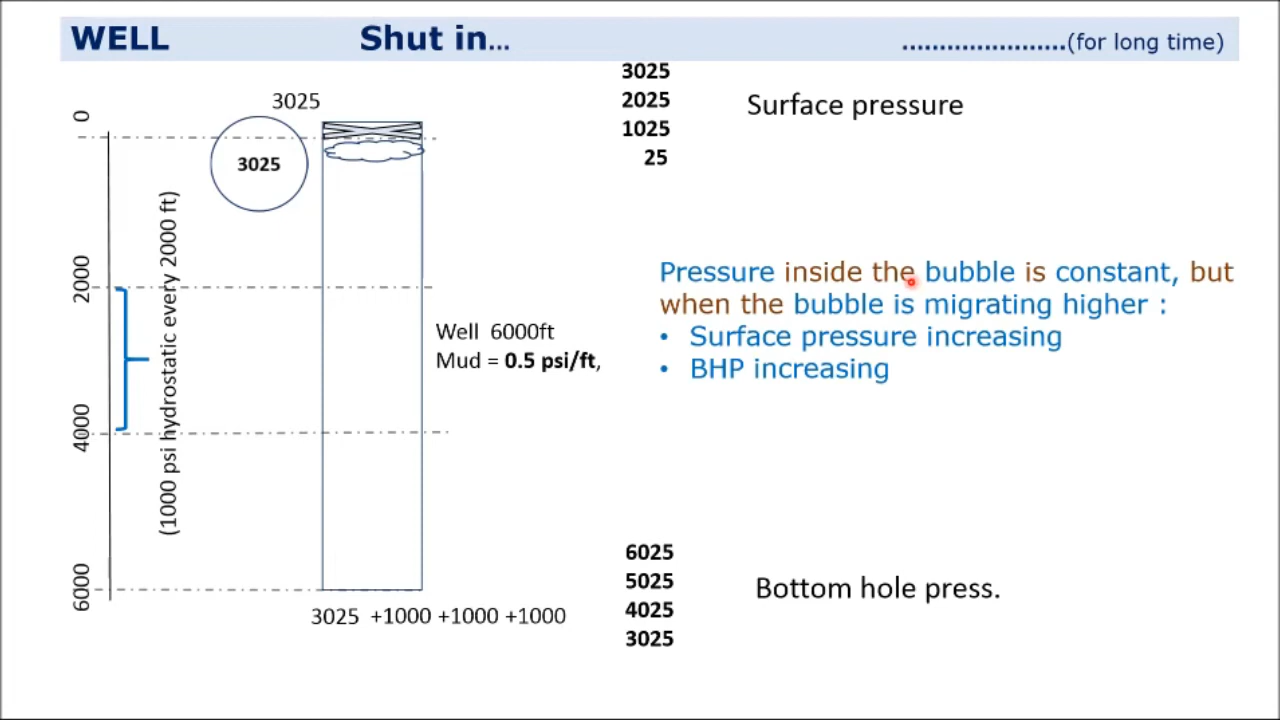 WELL Shut in... ......................(for long time)
3025
2025
1025
25
Surface pressure
3025
3025
0
2000
4000
6000
(1000 psi hydrostatic every 2000 ft)
Well 6000ft
Mud = 0.5 psi/ft,
Pressure inside the bubble is constant, but
when the bubble is migrating higher :
• Surface pressure increasing
• BHP increasing
6025
5025
4025
3025
Bottom hole press.
3025 +1000 +1000 +1000